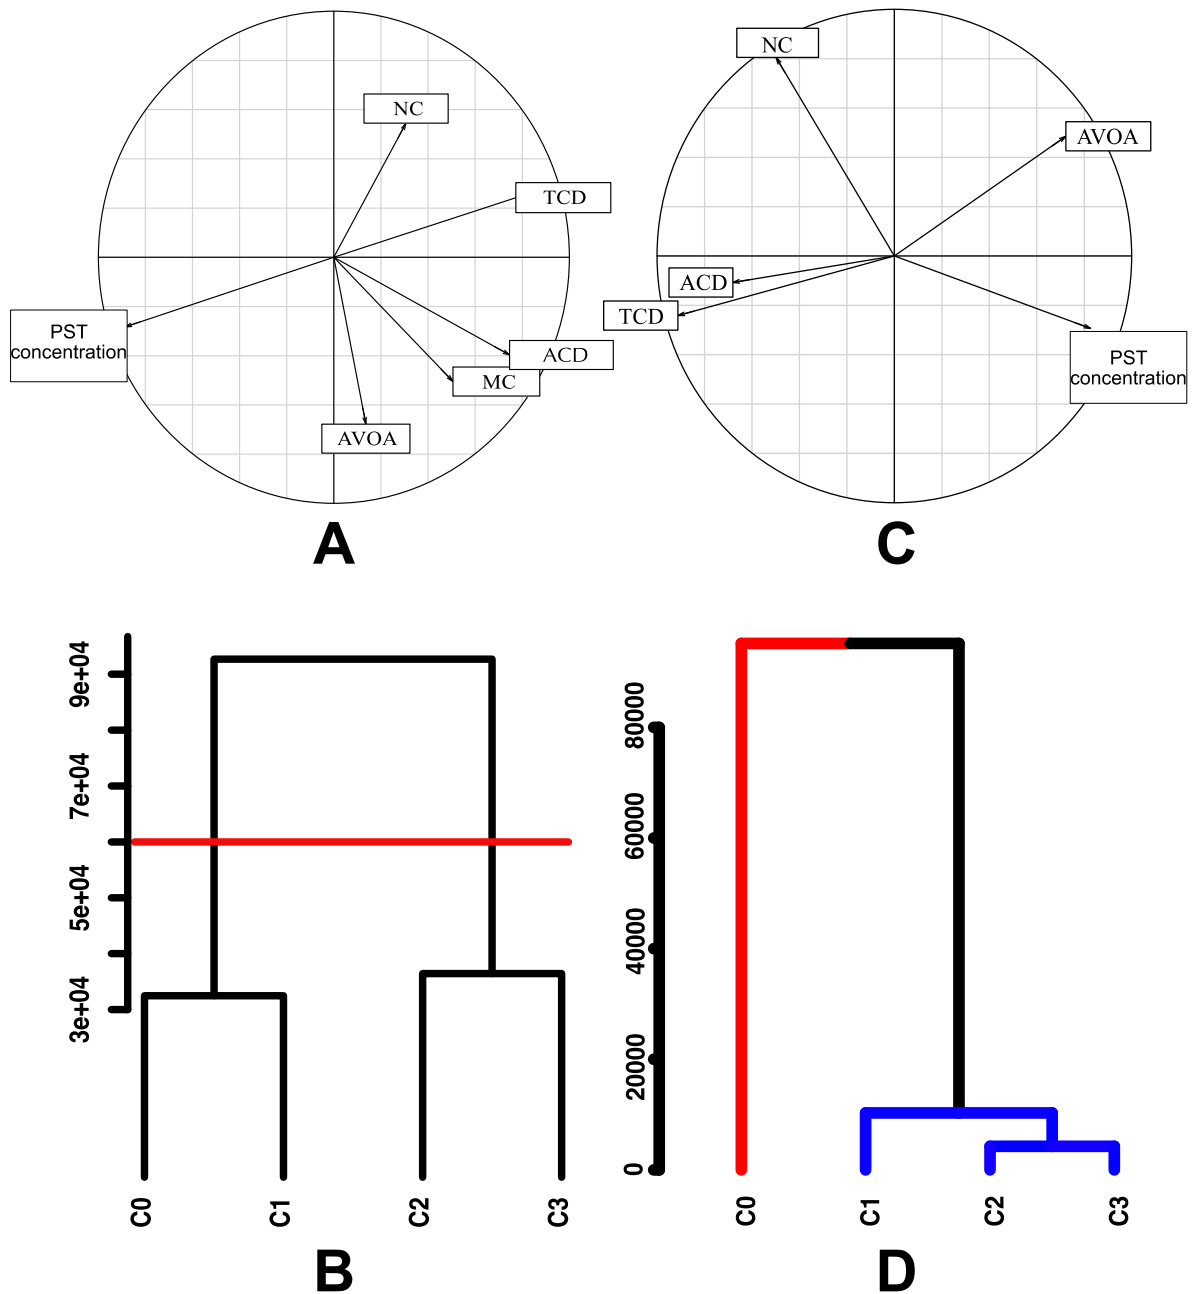 NC
TCD
PST
concentration
ACD
MC
AVOA
A
NC
AVOA
ACD
TCD
PST
concentration
C
9e+04
7e+04
5e+04
3e+04
C0
C1
C2
C3
B
80000
60000
40000
20000
0
C0
C1
C2
C3
D